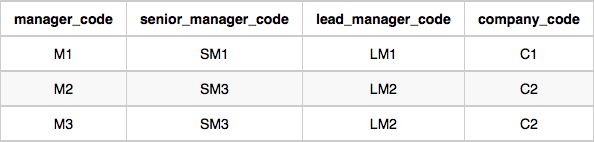 manager_code senior_manager_code lead_manager_code company_code
M1 SM1 LM1 C1
M2 SM3 LM2 C2
M3 SM3 LM2 C2